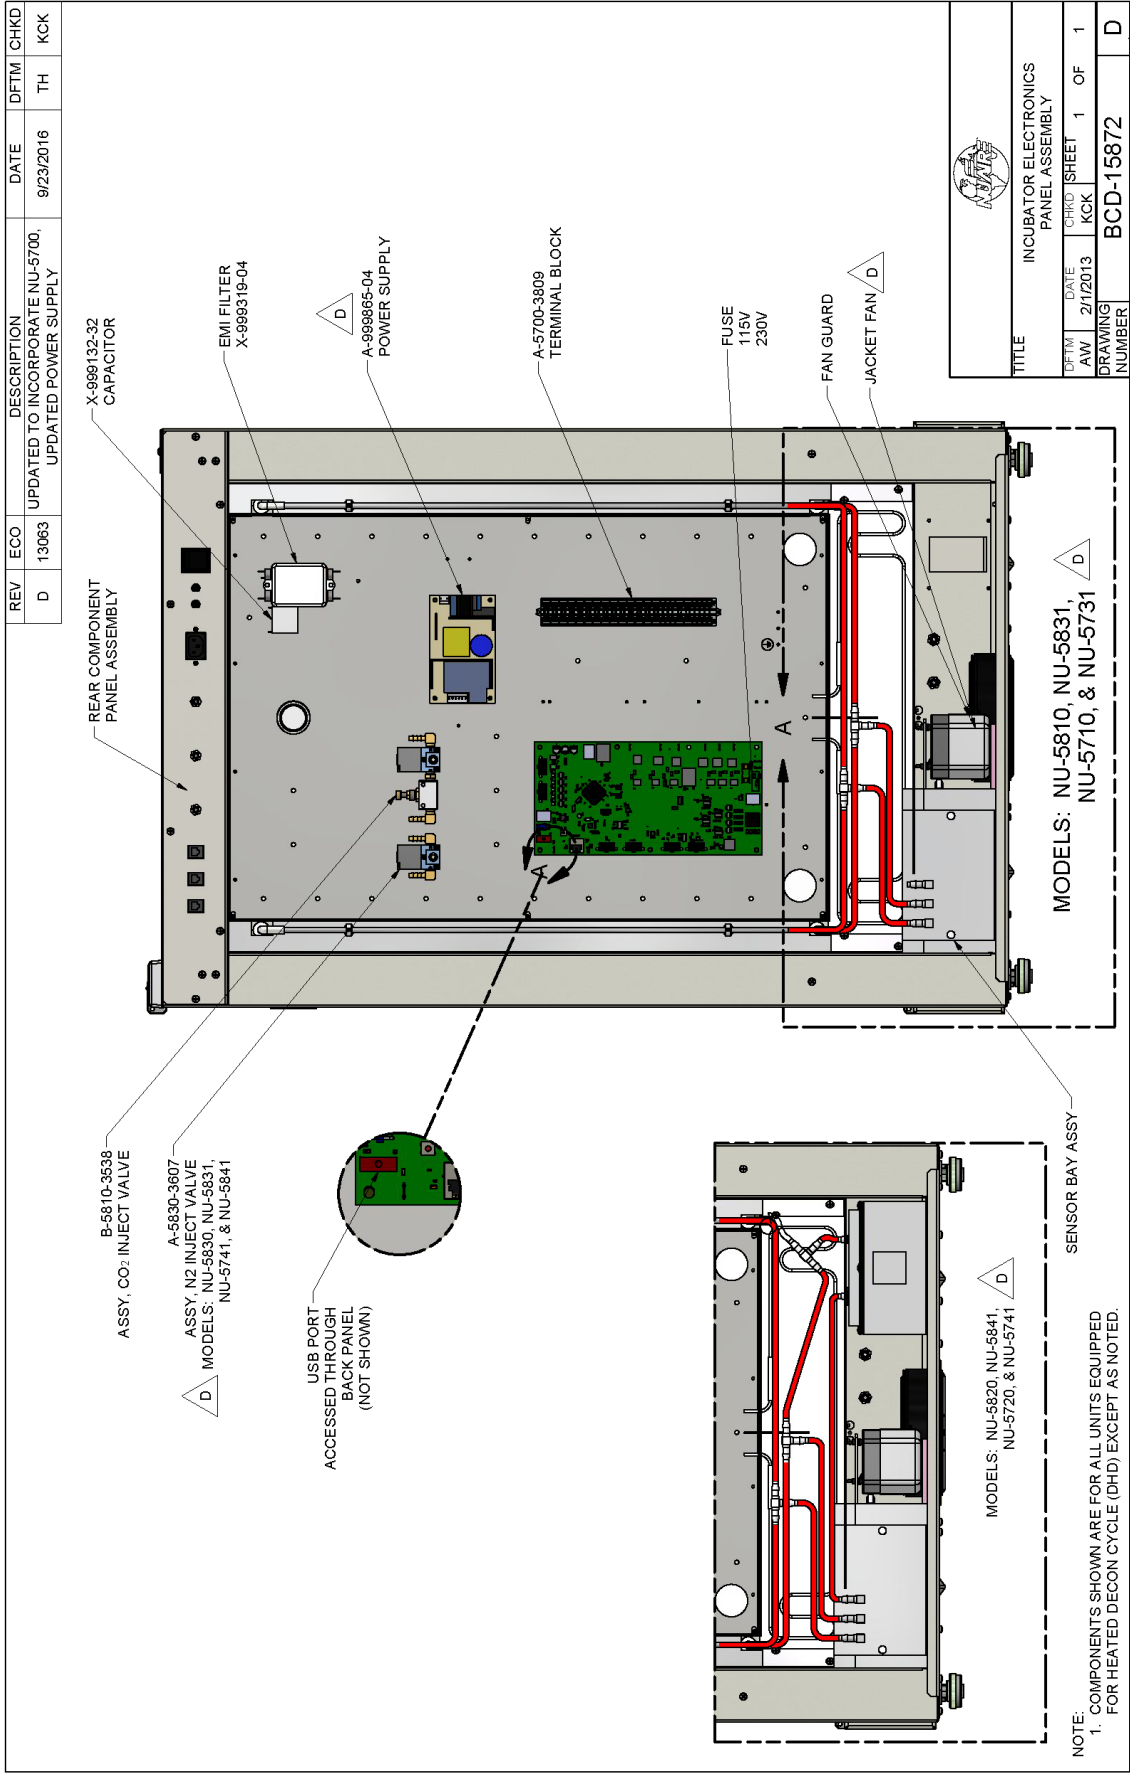 REV ECO DESCRIPTION DATE DFTM CHKD
D 13063 UPDATED TO INCORPORATE NU-5700, 9/23/2016 TH KCK
UPDATED POWER SUPPLY
REAR COMPONENT
PANEL ASSEMBLY
X-999132-32
CAPACITOR
EMI FILTER
X-999319-04
D
A-999865-04
POWER SUPPLY
A-5700-3809
TERMINAL BLOCK
FUSE
115V
230V
FAN GUARD
JACKET FAN
D
B-5810-3538
ASSY, CO2 INJECT VALVE
A-5830-3607
ASSY, N2 INJECT VALVE
MODELS: NU-5830, NU-5831,
NU-5741, & NU-5841
D
USB PORT
ACCESSED THROUGH
BACK PANEL
(NOT SHOWN)
A
A
MODELS: NU-5810, NU-5831,
NU-5710, & NU-5731
D
SENSOR BAY ASSY
MODELS: NU-5820, NU-5841,
NU-5720, & NU-5741
D
NOTE:
1. COMPONENTS SHOWN ARE FOR ALL UNITS EQUIPPED
FOR HEATED DECON CYCLE (DHD) EXCEPT AS NOTED.
NUAIRE
TITLE
INCUBATOR ELECTRONICS
PANEL ASSEMBLY
DFTM DATE CHKD SHEET 1 OF 1
AW 2/1/2013 KCK
DRAWING
NUMBER
BCD-15872 D